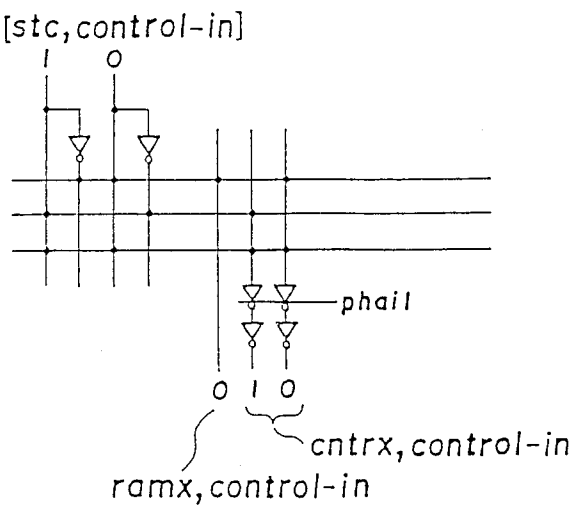 [stc,control-in]
1 0
phail
0 1 0
cntrx,control-in
ramx,control-in